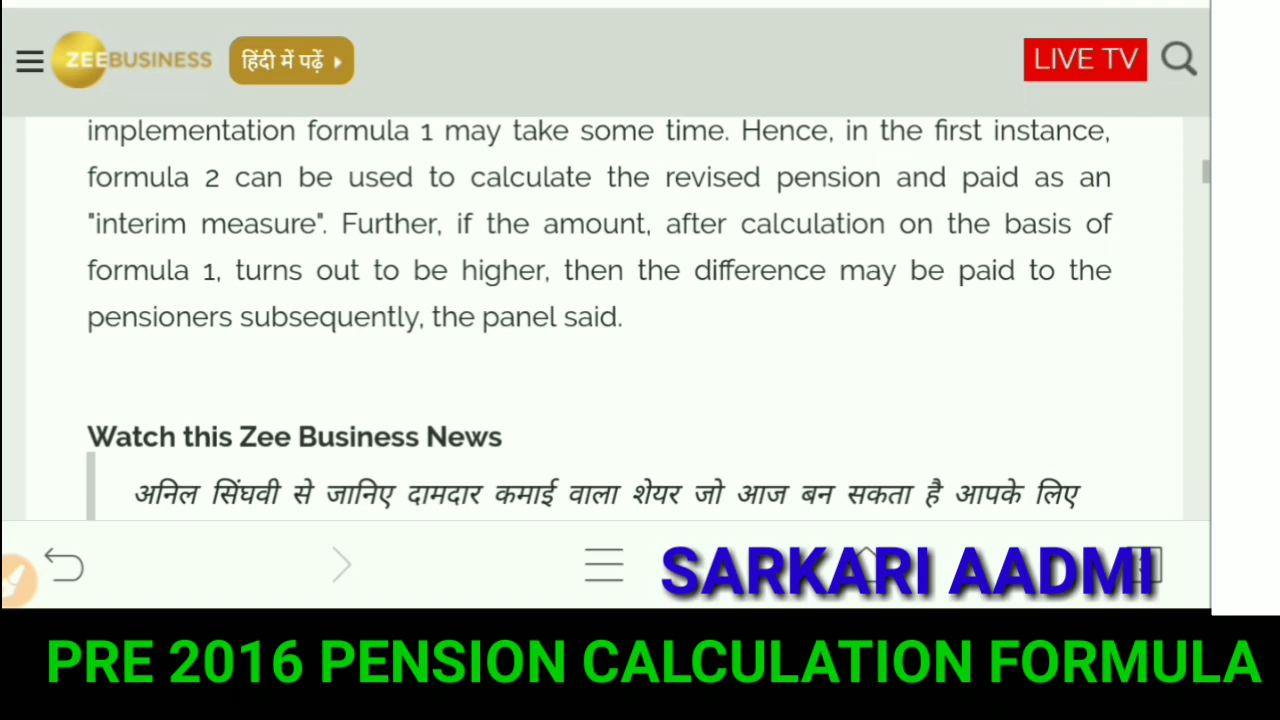 ZEEBUSINESS
हिंदी में पढ़ें
LIVE TV
implementation formula 1 may take some time. Hence, in the first instance,
formula 2 can be used to calculate the revised pension and paid as an
"interim measure". Further, if the amount, after calculation on the basis of
formula 1, turns out to be higher, then the difference may be paid to the
pensioners subsequently, the panel said.
Watch this Zee Business News
अनिल सिंघवी से जानिए दामदार कमाई वाला शेयर जो आज बन सकता है आपके लिए
SARKARI AADMI
PRE 2016 PENSION CALCULATION FORMULA